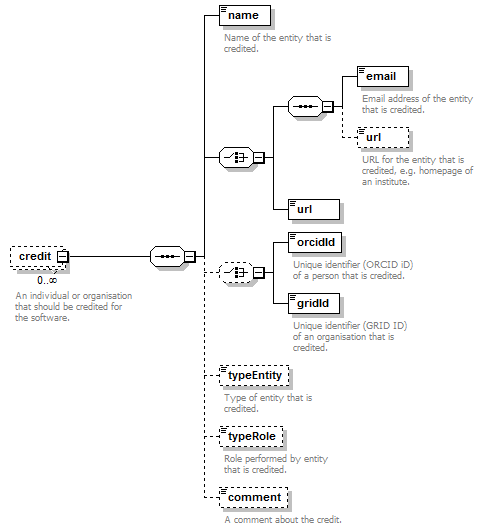 name
Name of the entity that is
credited.
email
Email address of the entity
that is credited.
url
URL for the entity that is
credited, e.g. homepage of
an institute.
url
credit
0..∞
An individual or organisation
that should be credited for
the software.
orcidId
Unique identifier (ORCID iD)
of a person that is credited.
gridId
Unique identifier (GRID ID)
of an organisation that is
credited.
typeEntity
Type of entity that is
credited.
typeRole
Role performed by entity
that is credited.
comment
A comment about the credit.